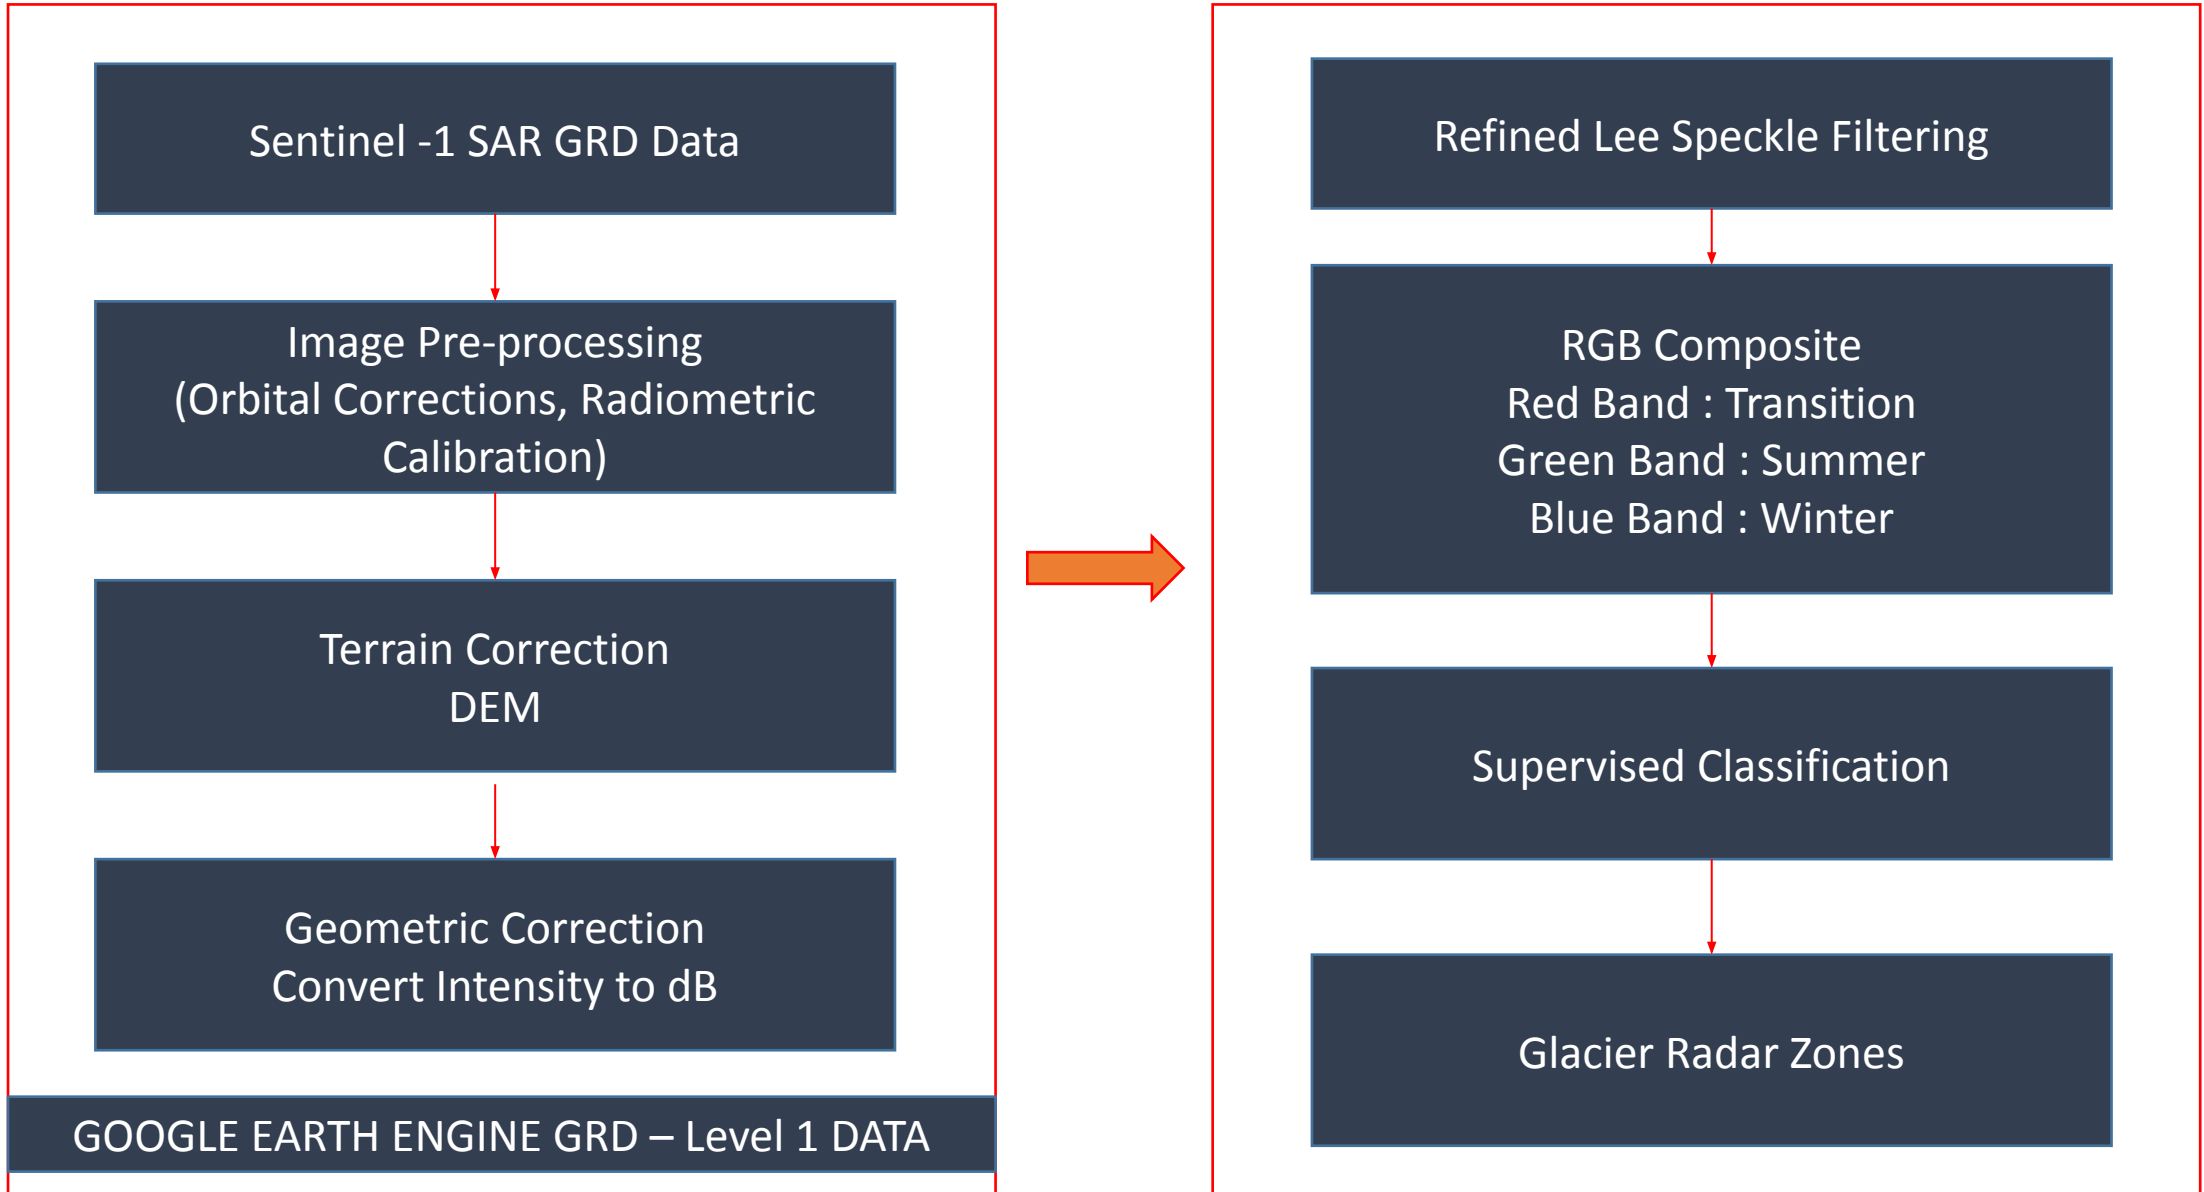 Sentinel -1 SAR GRD Data
Image Pre-processing
(Orbital Corrections, Radiometric
Calibration)
Terrain Correction
DEM
Geometric Correction
Convert Intensity to dB
GOOGLE EARTH ENGINE GRD – Level 1 DATA
Refined Lee Speckle Filtering
RGB Composite
Red Band : Transition
Green Band : Summer
Blue Band : Winter
Supervised Classification
Glacier Radar Zones